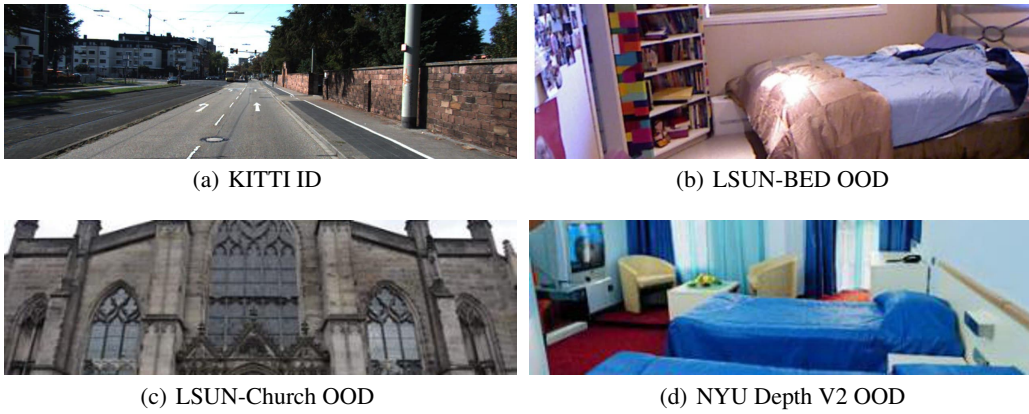 (a) KITTI ID
(b) LSUN-BED OOD
(c) LSUN-Church OOD
(d) NYU Depth V2 OOD